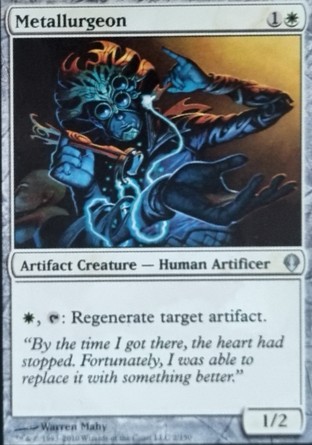 Metallurgeon 1
Artifact Creature — Human Artificer
, : Regenerate target artifact.
“By the time I got there, the heart had
stopped. Fortunately, I was able to
replace it with something better.”
Warren Mahy
1/2